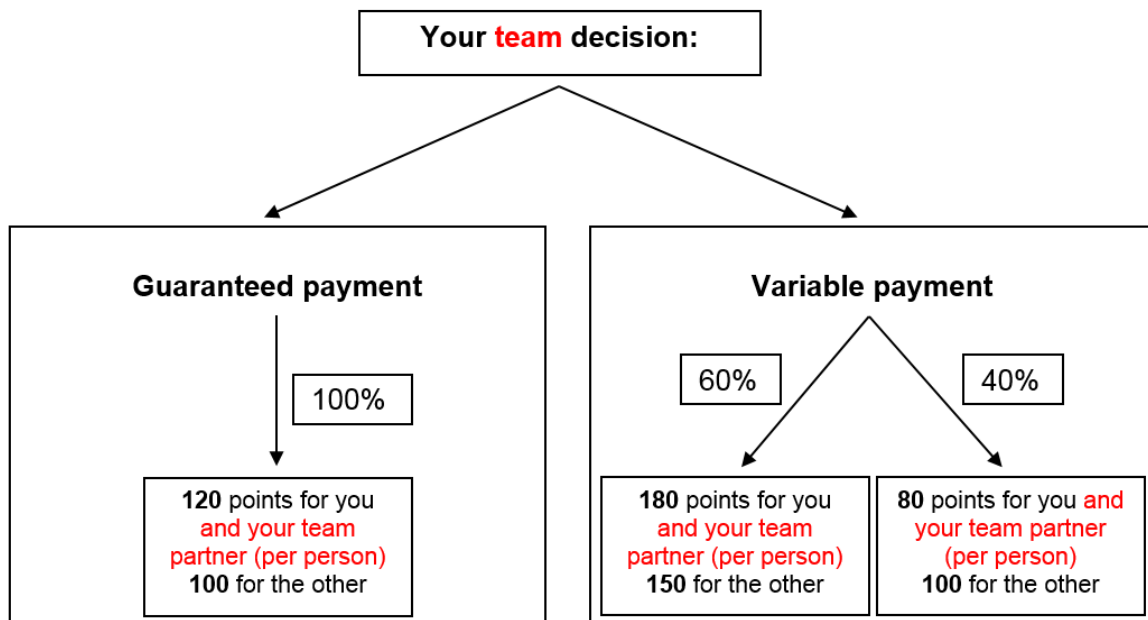 Your team decision:
Guaranteed payment
100%
120 points for you
and your team
partner (per person)
100 for the other
Variable payment
60%
40%
180 points for you
and your team
partner (per person)
150 for the other
80 points for you and
your team partner
(per person)
100 for the other